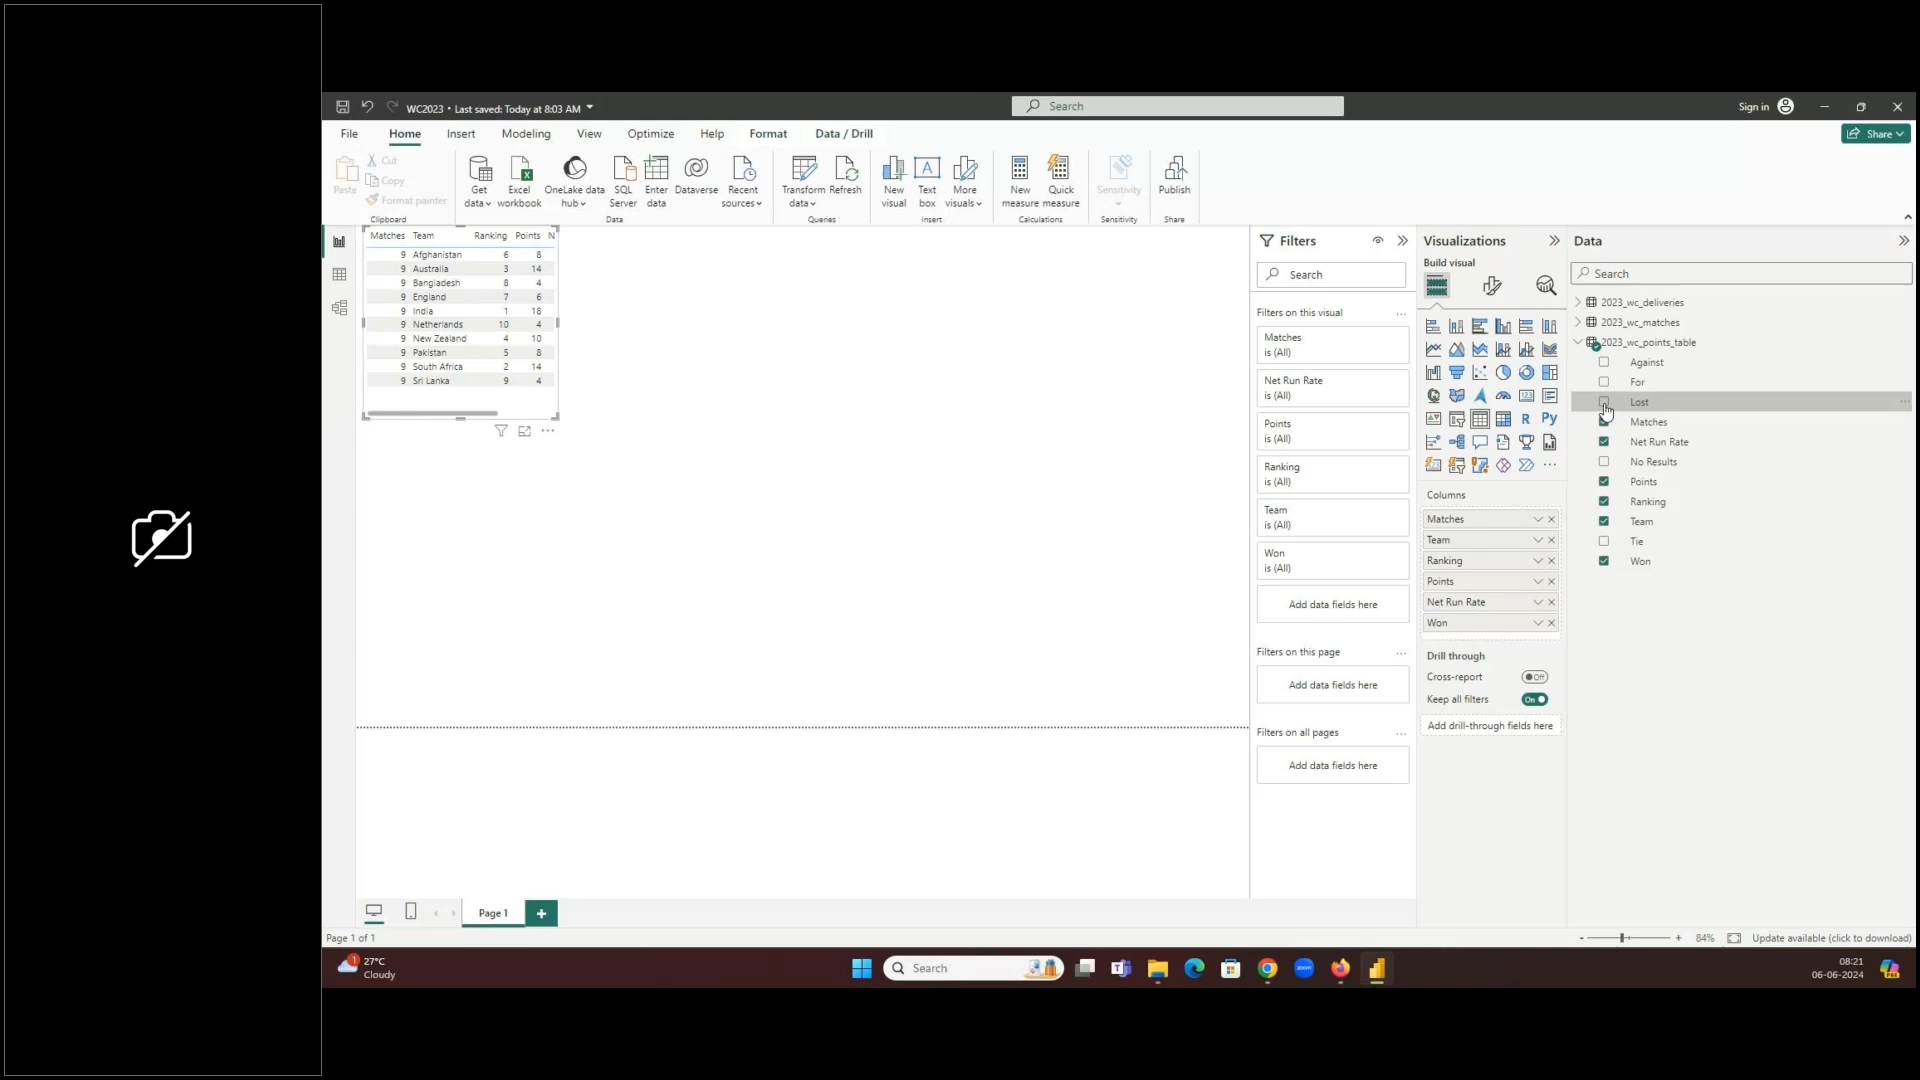 WC2023 • Last saved: Today at 8:03 AM
Search
Sign in
File Home Insert Modeling View Optimize Help Format Data / Drill
Share
Paste
Cut
Copy
Format painter
Clipboard
Get data
Excel workbook
OneLake data hub
SQL Server
Enter data
Dataverse
Recent sources
Data
Transform data
Refresh
Queries
New visual
Text box
More visuals
Insert
New measure
Quick measure
Calculations
Sensitivity
Sensitivity
Publish
Share
Matches Team Ranking Points N
9 Afghanistan 6 8
9 Australia 3 14
9 Bangladesh 8 4
9 England 7 6
9 India 1 18
9 Netherlands 10 4
9 New Zealand 4 10
9 Pakistan 5 8
9 South Africa 2 14
9 Sri Lanka 9 4
Filters
Search
Filters on this visual
Matches
is (All)
Net Run Rate
is (All)
Points
is (All)
Ranking
is (All)
Team
is (All)
Won
is (All)
Add data fields here
Filters on this page
Add data fields here
Filters on all pages
Add data fields here
Visualizations
Build visual
R
Py
123
Columns
Matches
Team
Ranking
Points
Net Run Rate
Won
Drill through
Cross-report
Off
Keep all filters
On
Add drill-through fields here
Data
Search
2023_wc_deliveries
2023_wc_matches
2023_wc_points_table
Against
For
Lost
Matches
Net Run Rate
No Results
Points
Ranking
Team
Tie
Won
Page 1
Page 1 of 1
- + 84%
Update available (click to download)
1
27°C
Cloudy
Search
zoom
08:21
06-06-2024
PRE